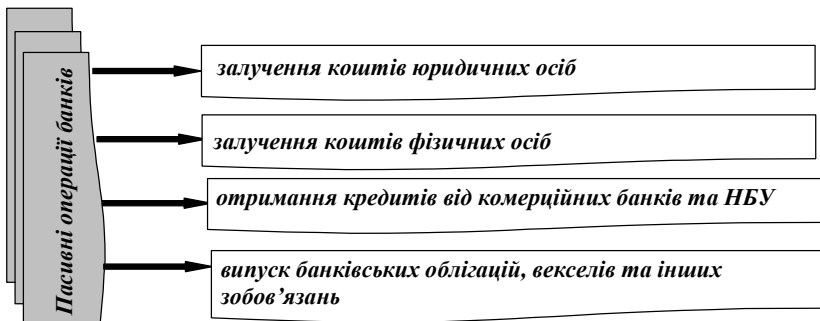 Пасивні операції банків
залучення коштів юридичних осіб
залучення коштів фізичних осіб
отримання кредитів від комерційних банків та НБУ
випуск банківських облігацій, векселів та інших
зобов’язань